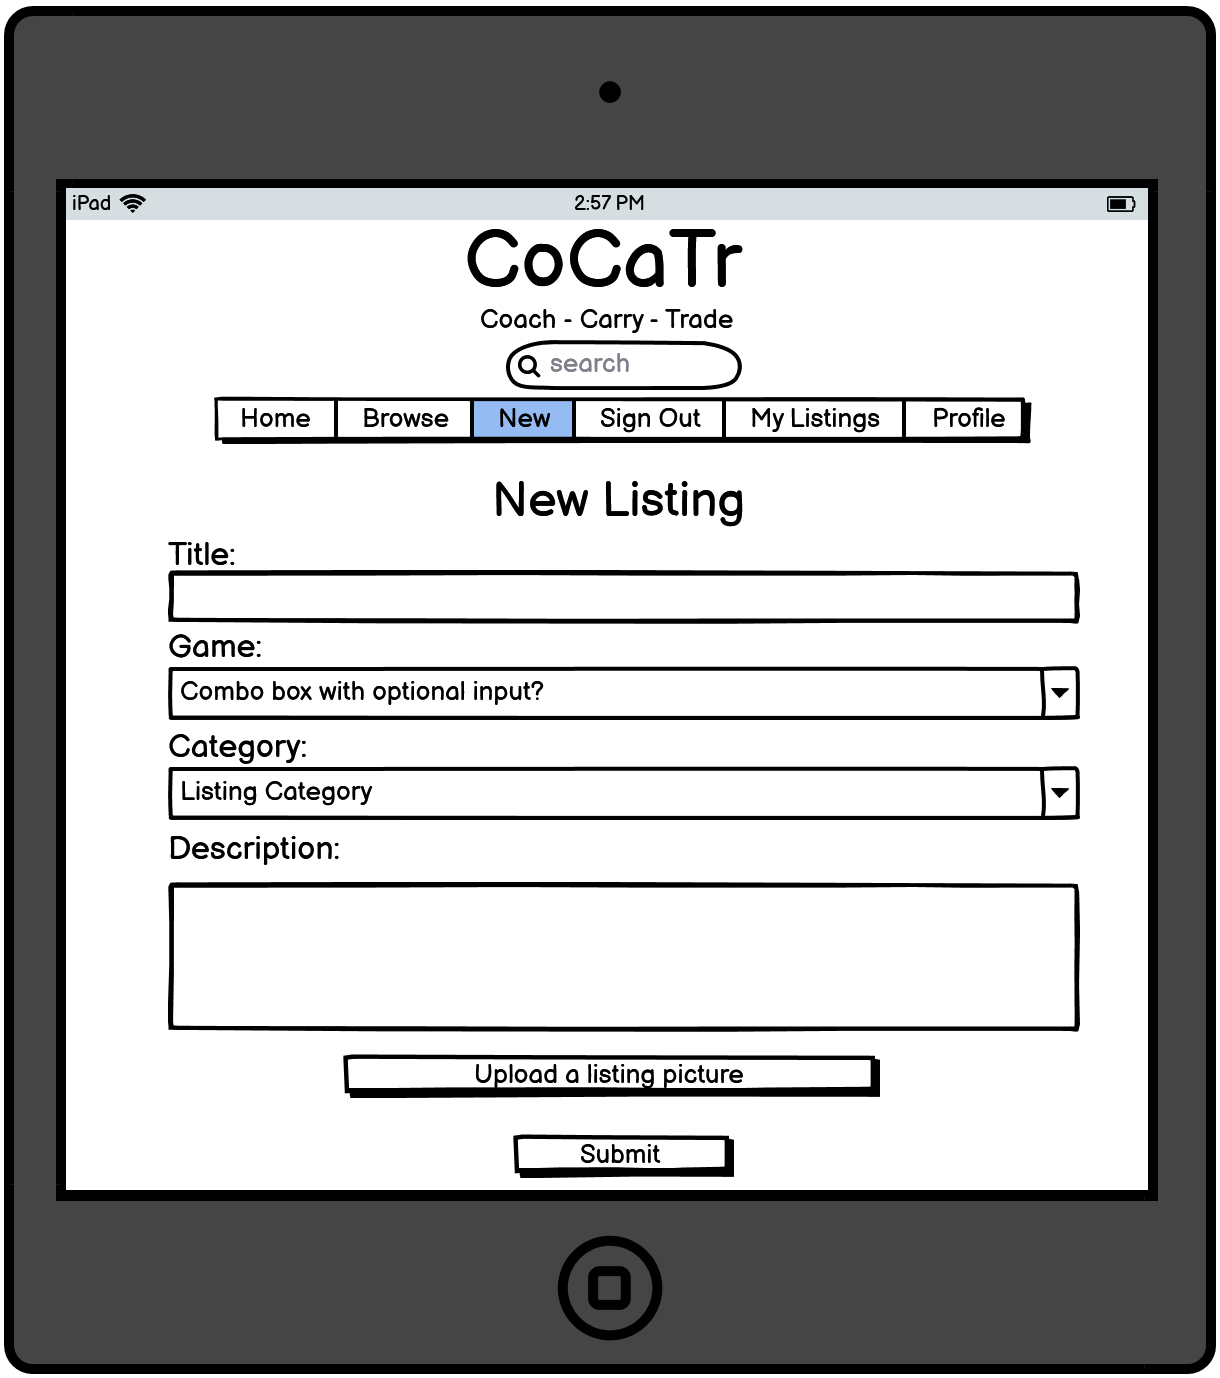 iPad 2:57 PM
CoCaTr
Coach - Carry - Trade
search
Home Browse New Sign Out My Listings Profile
New Listing
Title:
Game:
Combo box with optional input?
Category:
Listing Category
Description:
Upload a listing picture
Submit